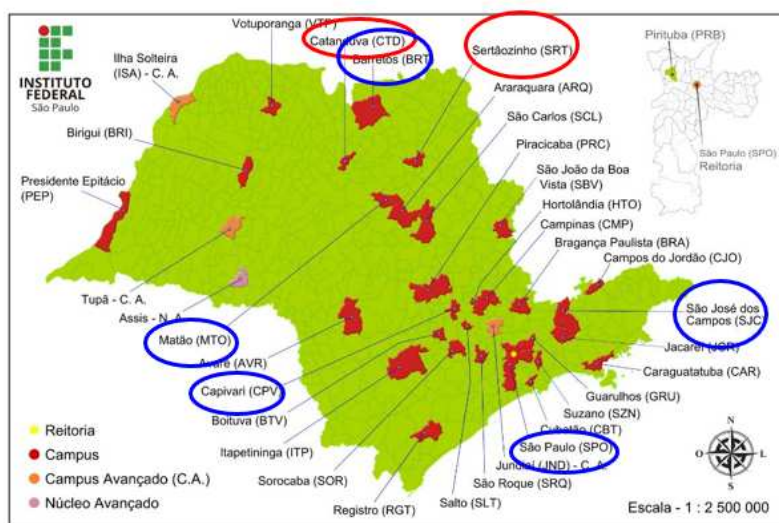 INSTITUTO
FEDERAL
São Paulo
Votuporanga (VTP)
Catanduva (CTD)
Barretos (BRT)
Sertãozinho (SRT)
Ilha Solteira
(ISA) - C. A.
Araraquara (ARQ)
São Carlos (SCL)
Birigui (BRI)
Piracicaba (PRC)
São João da Boa
Vista (SBV)
Presidente Epitácio
(PEP)
Hortolândia (HTO)
Campinas (CMP)
Bragança Paulista (BRA)
Campos do Jordão (CJO)
Pirituba (PRB)
São Paulo (SPO)
Reitoria
Tupã - C. A.
Assis - N. A.
São José dos
Campos (SJC)
Matão (MTO)
Avaré (AVR)
Jacareí (JCR)
Capivari (CPV)
Caraguatatuba (CAR)
Boituva (BTV)
Guarulhos (GRU)
Suzano (SZN)
Itapetininga (ITP)
Cubatão (CBT)
São Paulo (SPO)
Jundiaí (JND) - C. A.
Sorocaba (SOR)
São Roque (SRQ)
Registro (RGT)
Salto (SLT)
Reitoria
Campus
Campus Avançado (C.A.)
Núcleo Avançado
N
O
L
S
Escala - 1 : 2 500 000